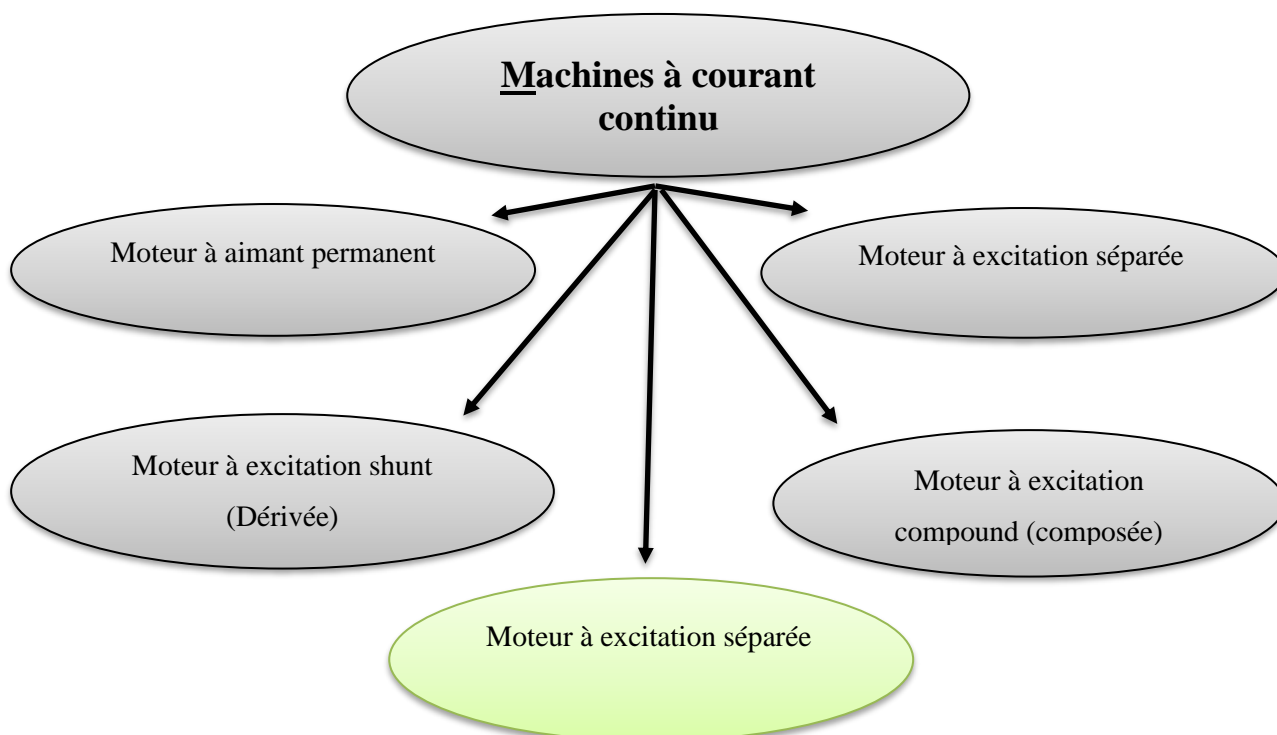 Machines à courant
continu
Moteur à aimant permanent
Moteur à excitation séparée
Moteur à excitation shunt
(Dérivée)
Moteur à excitation
compound (composée)
Moteur à excitation séparée